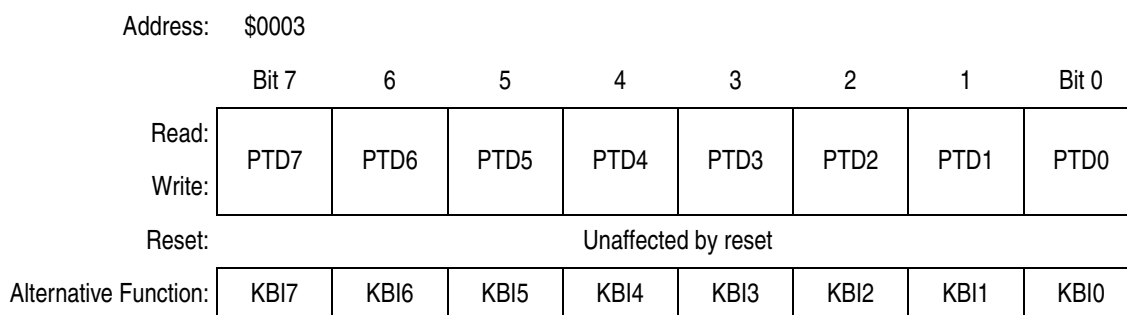 Address: $0003
Bit 7 6 5 4 3 2 1 Bit 0
Read:
PTD7 PTD6 PTD5 PTD4 PTD3 PTD2 PTD1 PTD0
Write:
Reset: Unaffected by reset
Alternative Function: KBI7 KBI6 KBI5 KBI4 KBI3 KBI2 KBI1 KBI0